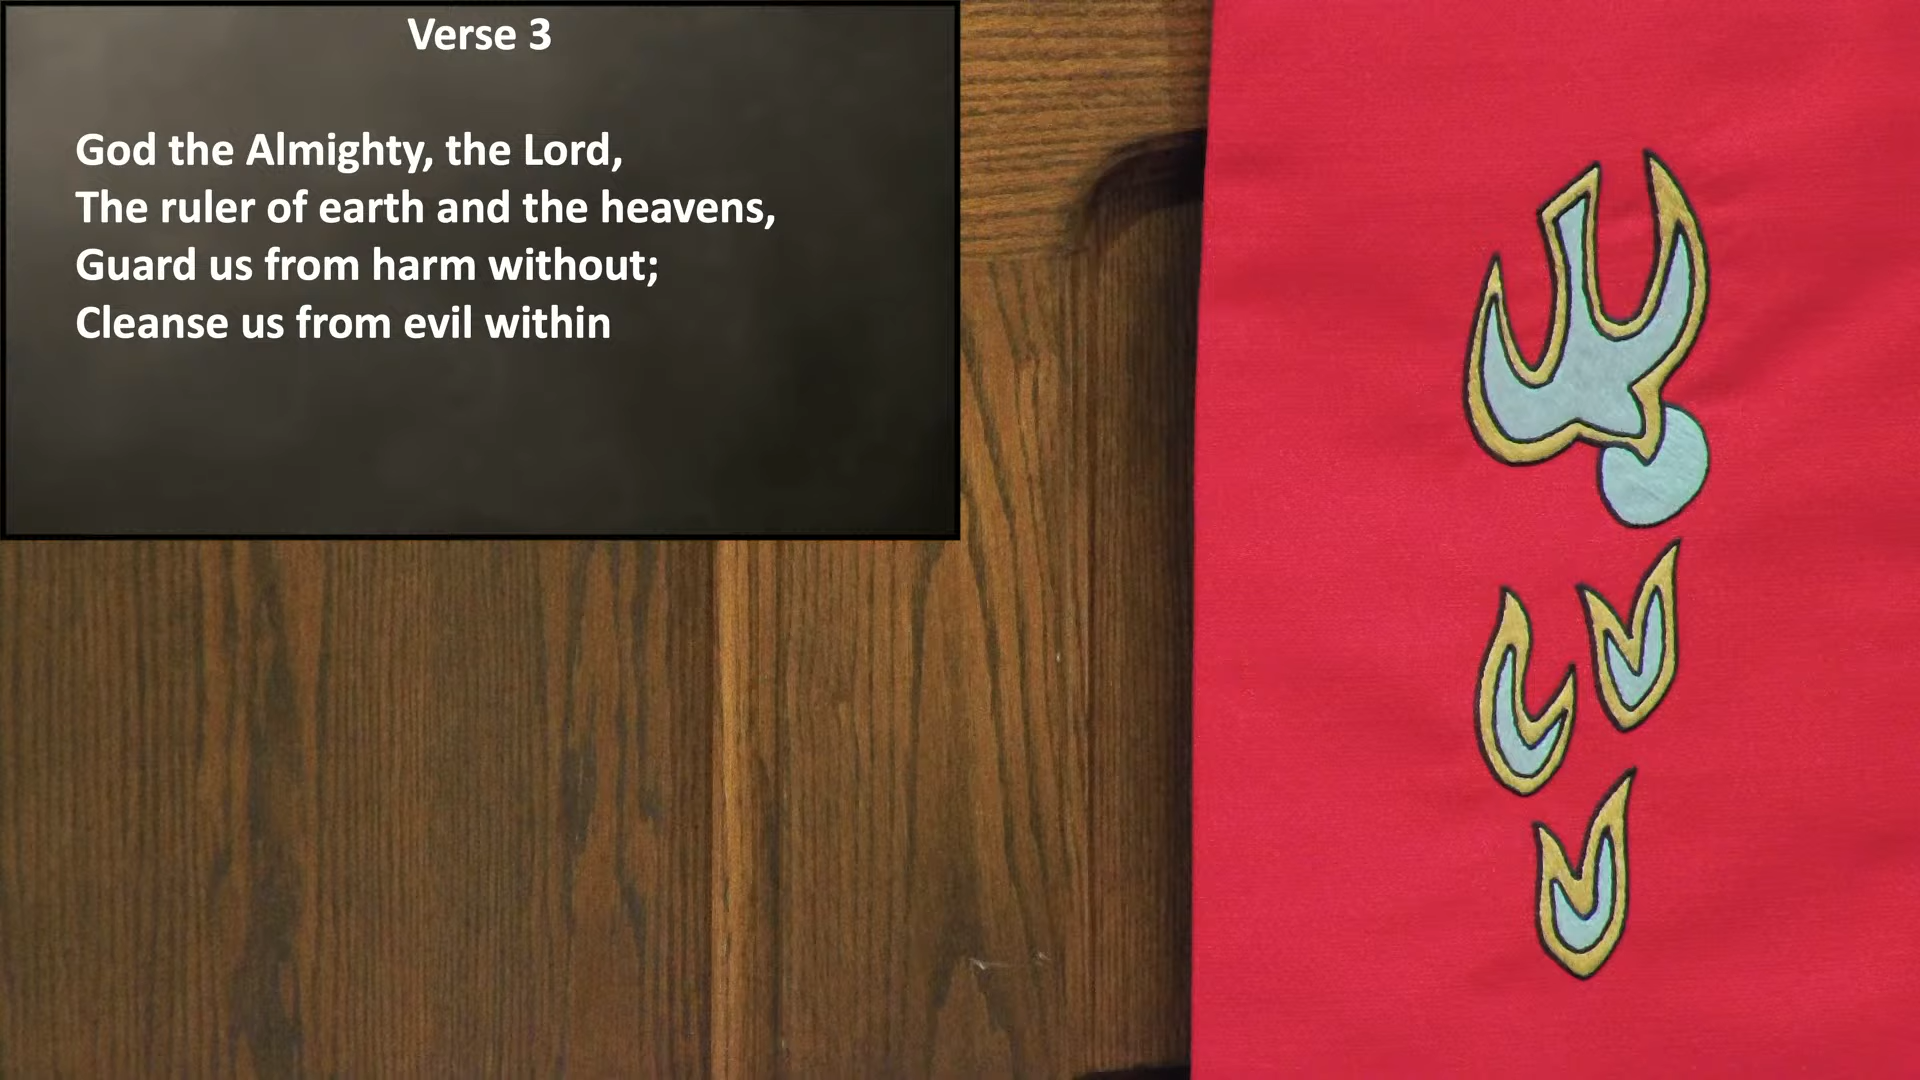 Verse 3
God the Almighty, the Lord,
The ruler of earth and the heavens,
Guard us from harm without;
Cleanse us from evil within